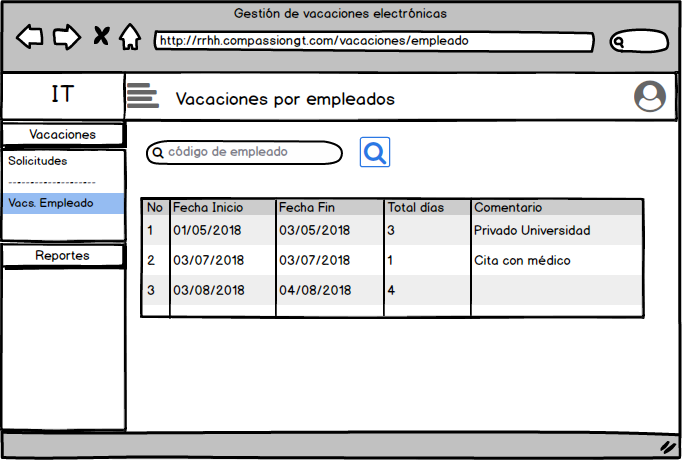 Gestión de vacaciones electrónicas
http://rrhh.compassiongt.com/vacaciones/empleado
IT
Vacaciones por empleados
Vacaciones
Solicitudes
--------------------
Vacs. Empleado
Reportes
código de empleado
No Fecha Inicio Fecha Fin Total días Comentario
1 01/05/2018 03/05/2018 3 Privado Universidad
2 03/07/2018 03/07/2018 1 Cita con médico
3 03/08/2018 04/08/2018 4